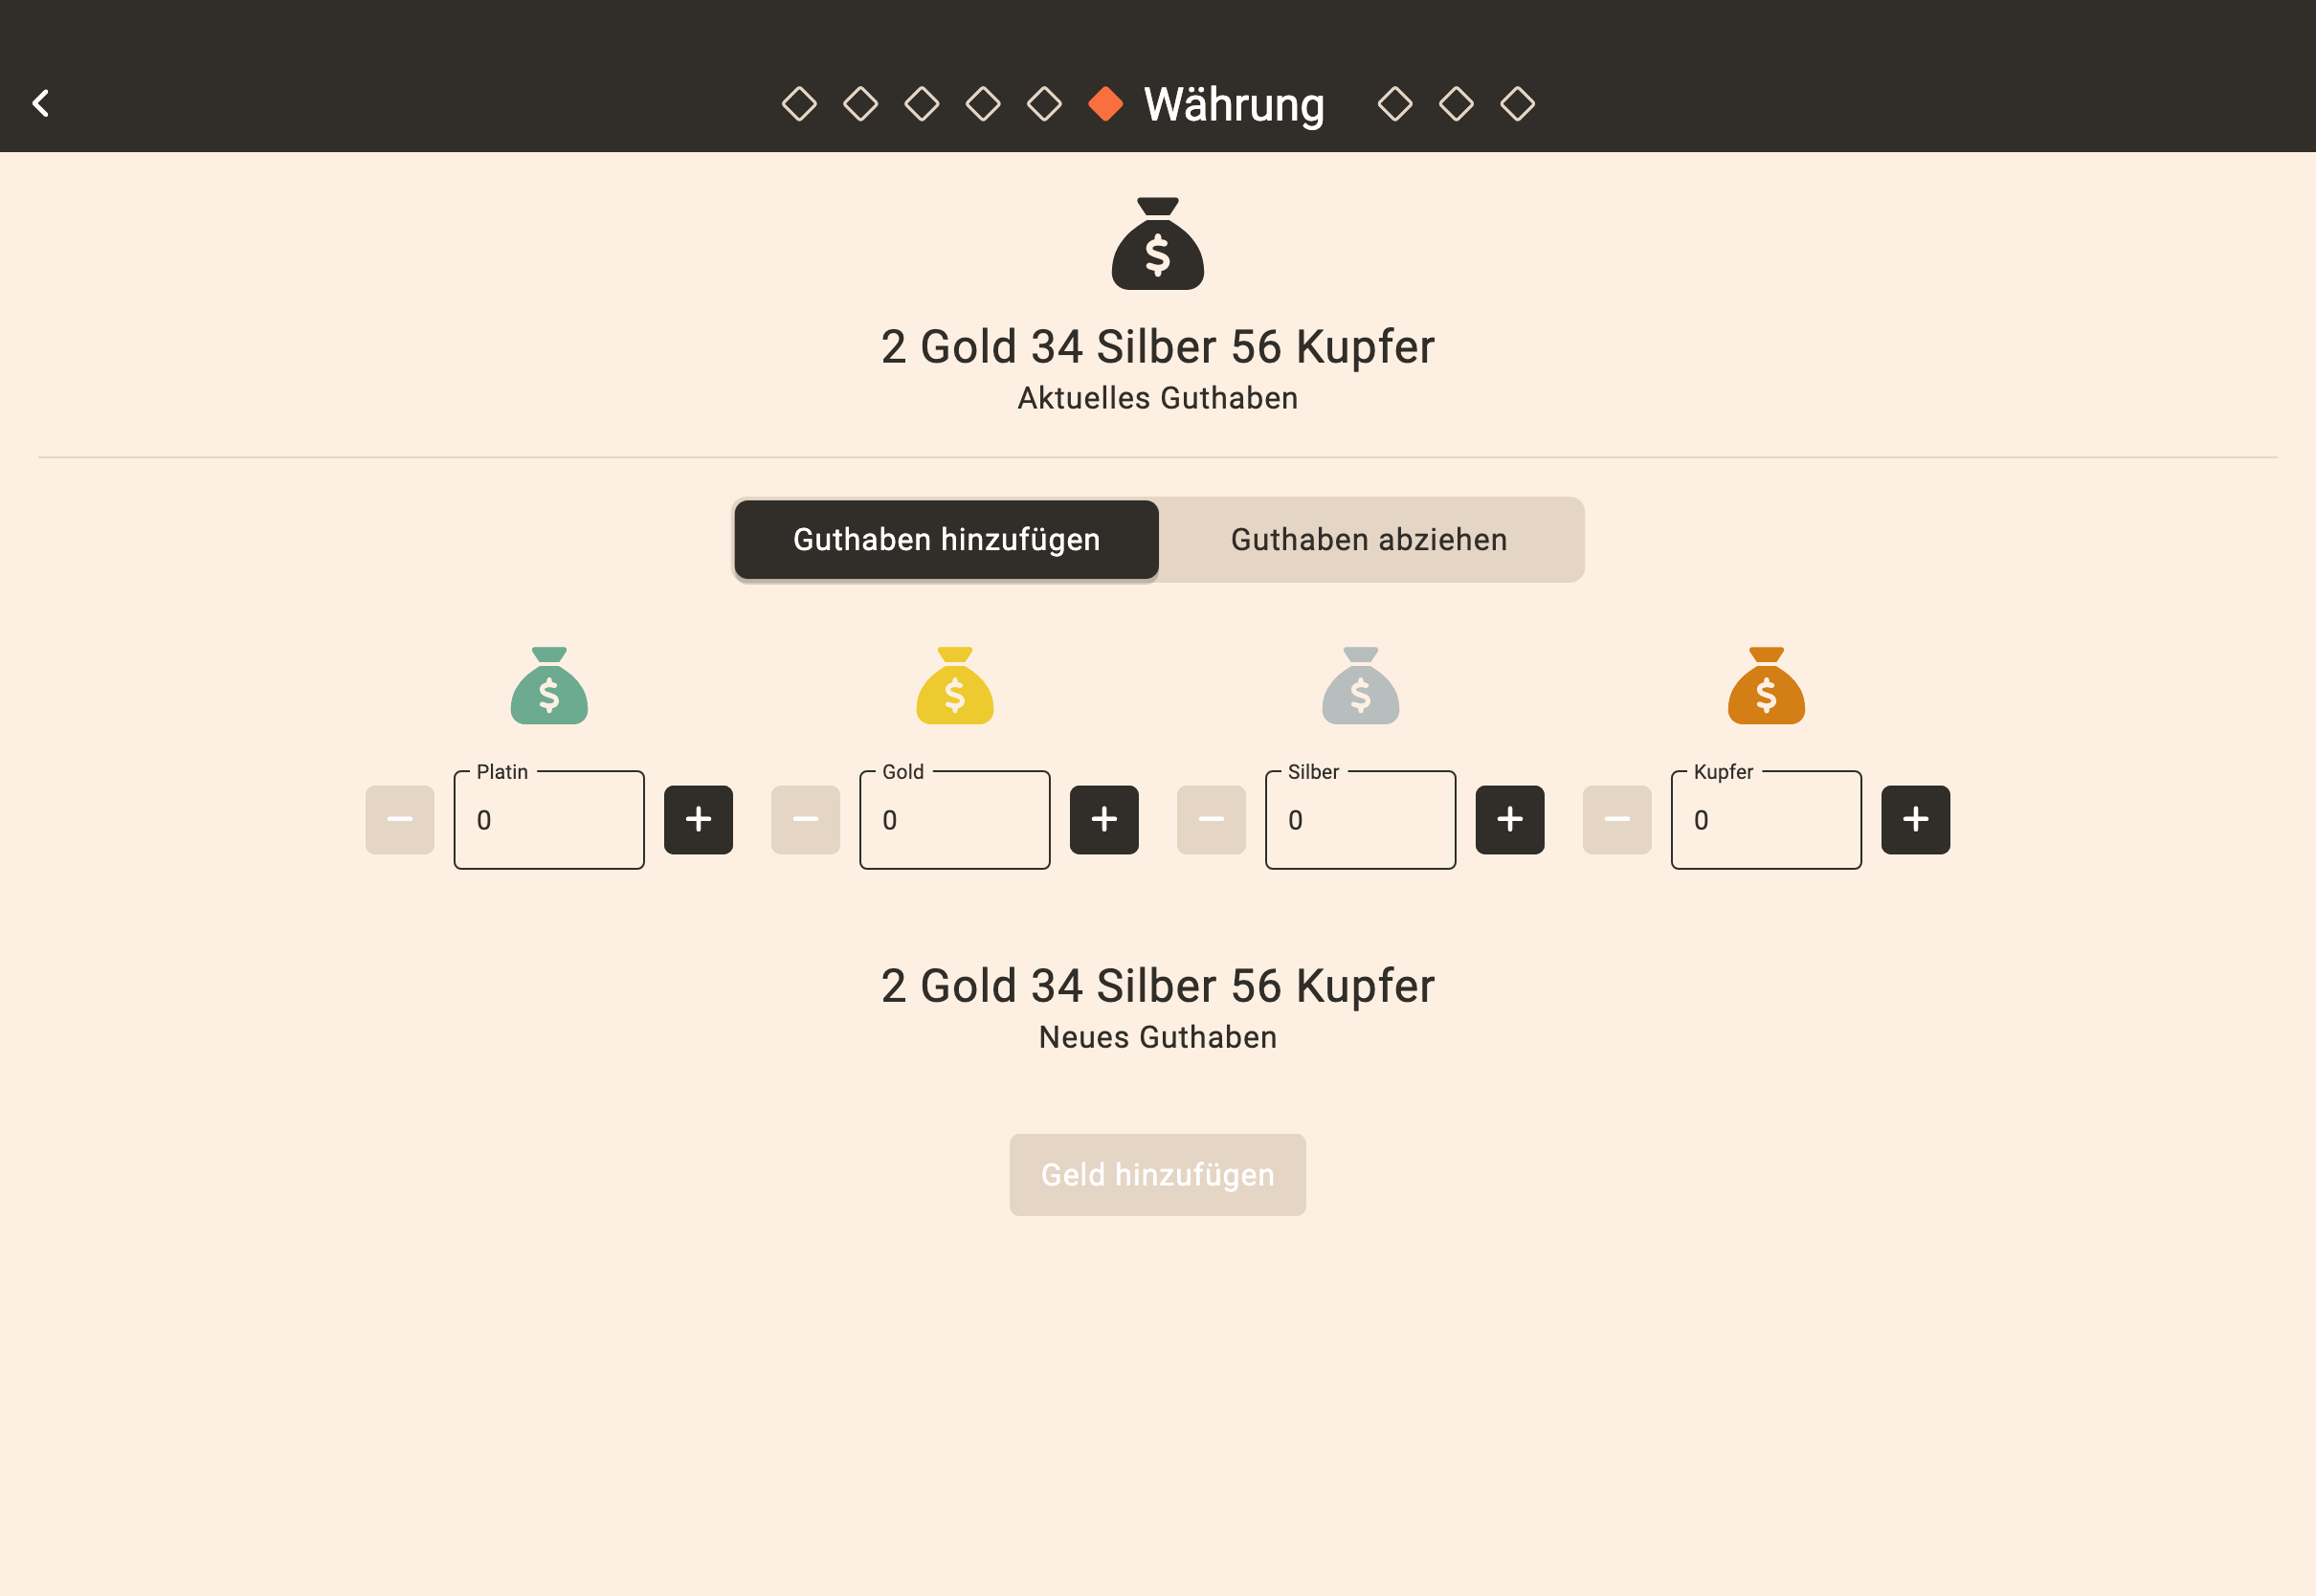 Währung
$
2 Gold 34 Silber 56 Kupfer
Aktuelles Guthaben
Guthaben hinzufügen
Guthaben abziehen
$
$
$
$
Platin
0
Gold
0
Silber
0
Kupfer
0
2 Gold 34 Silber 56 Kupfer
Neues Guthaben
Geld hinzufügen